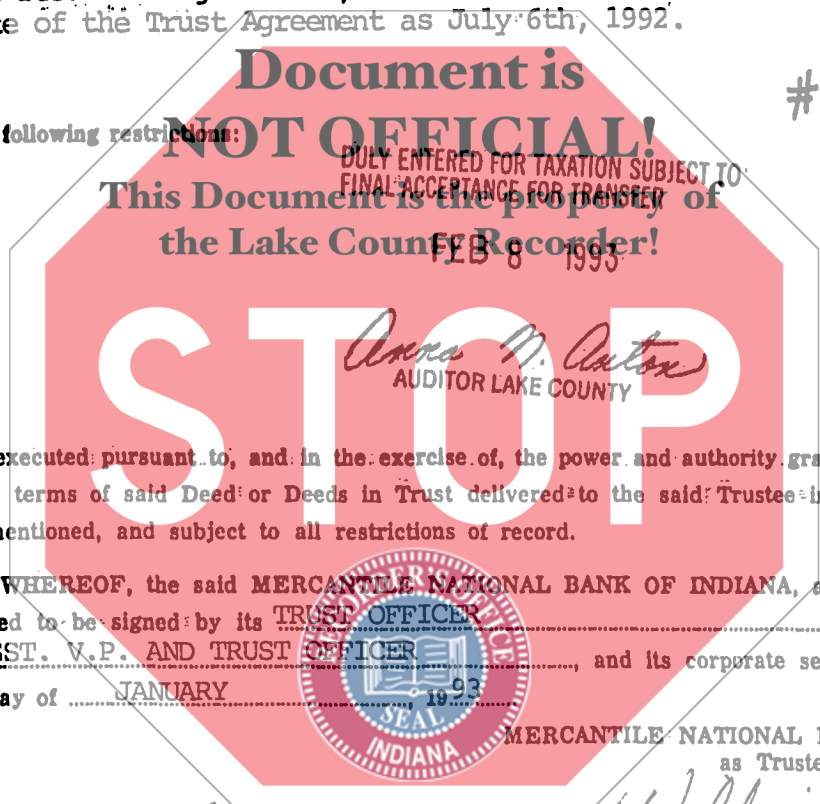 e of the Trust Agreement as July 6th, 1992.
Document is
#
following restrictions:
NOT OFFICIAL!
DULY ENTERED FOR TAXATION SUBJECT TO
FINAL ACCEPTANCE FOR TRANSFER
This Document is the property of
the Lake County Recorder!
FEB 8 1993
STOP
Anna N. Anton
AUDITOR LAKE COUNTY
executed pursuant to, and in the exercise of, the power and authority gra
terms of said Deed or Deeds in Trust delivered to the said Trustee in
mentioned, and subject to all restrictions of record.
WHEREOF, the said MERCANTILE NATIONAL BANK OF INDIANA, a
ed to be signed by its TRUST OFFICER
SST. V.P. AND TRUST OFFICER, and its corporate se
ay of JANUARY, 1993
SEAL
INDIANA
MERCANTILE NATIONAL
as Truste